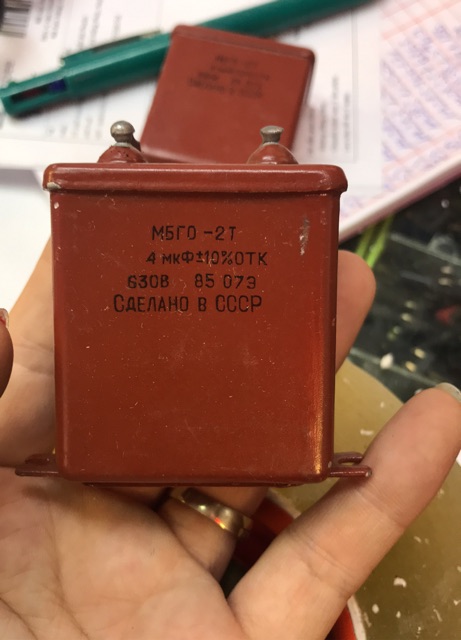 МБГО -2Т
4 мкФ±10%ОТК
630В 85 07Э
СДЕЛАНО В СССР